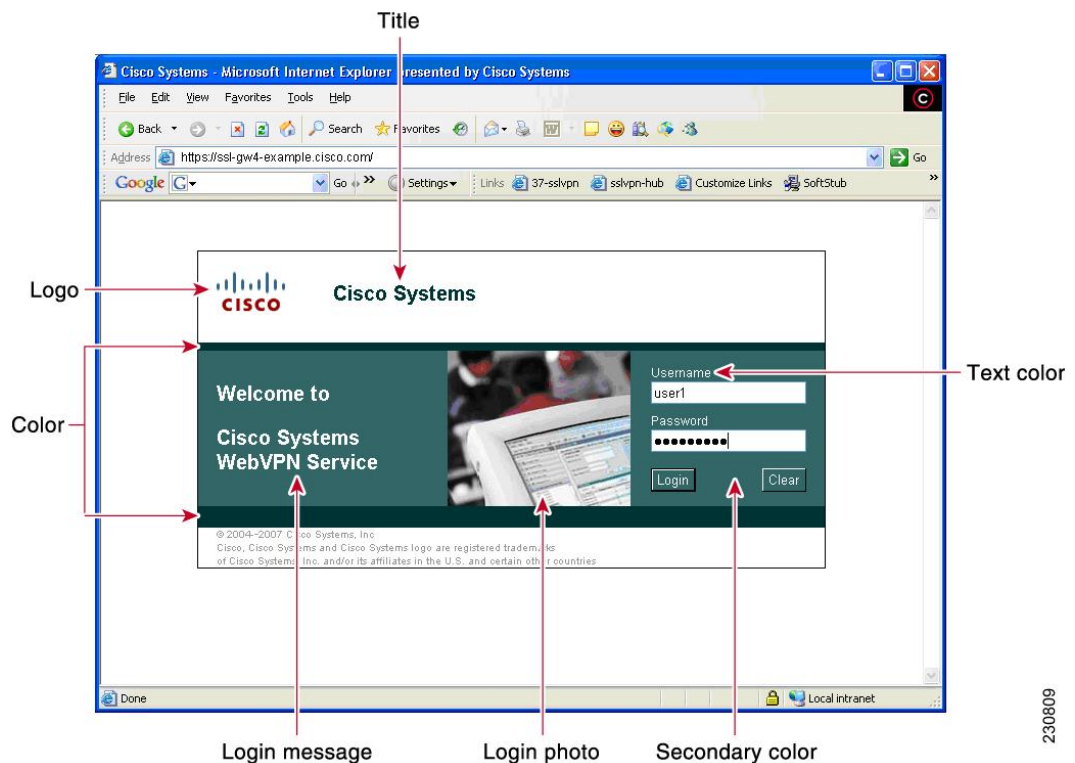 Title
Cisco Systems - Microsoft Internet Explorer presented by Cisco Systems
File Edit View Favorites Tools Help
Back Search Favorites
Address https://ssl-gw4-example.cisco.com/ Go
Google G Go » Settings Links 37-sslvpn sslvpn-hub Customize Links SoftStub »
Logo
CISCO
Cisco Systems
Color
Welcome to
Cisco Systems
WebVPN Service
Username
Text color
user1
Password
Login Clear
© 2004-2007 Cisco Systems, Inc
Cisco, Cisco Systems and Cisco Systems logo are registered trademarks
of Cisco Systems, Inc. and/or its affiliates in the U.S. and certain other countries
Done Local intranet
Login message Login photo Secondary color
230809